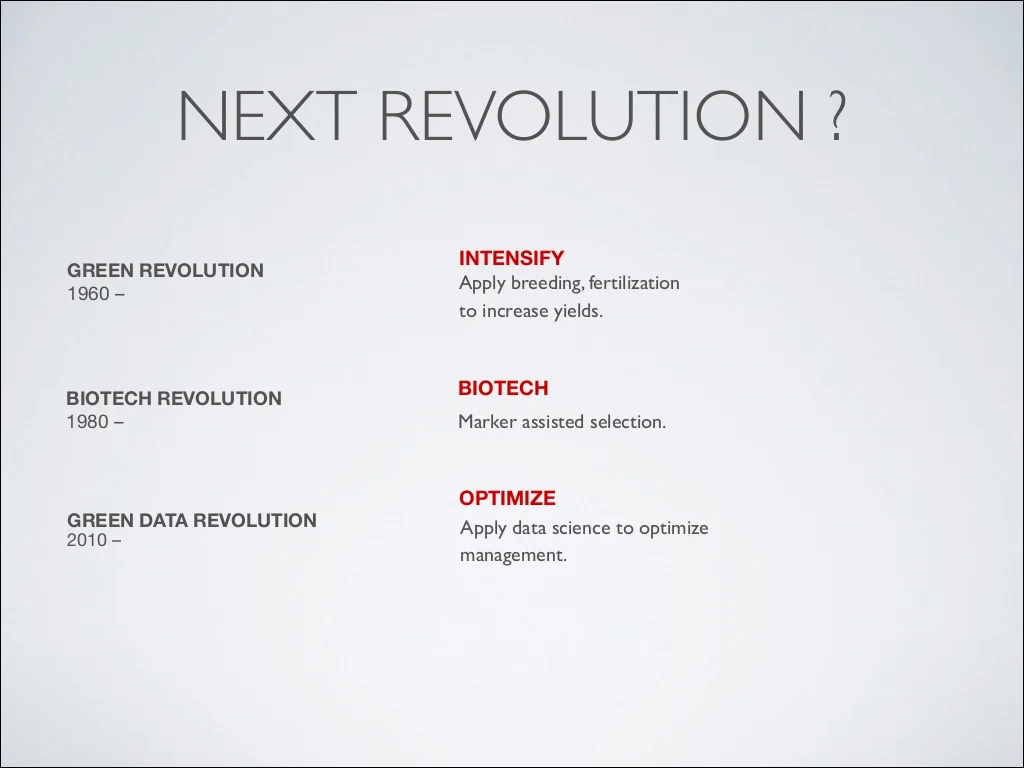 NEXT REVOLUTION ?
GREEN REVOLUTION
1960 –
INTENSIFY
Apply breeding, fertilization
to increase yields.
BIOTECH REVOLUTION
1980 –
BIOTECH
Marker assisted selection.
GREEN DATA REVOLUTION
2010 –
OPTIMIZE
Apply data science to optimize
management.